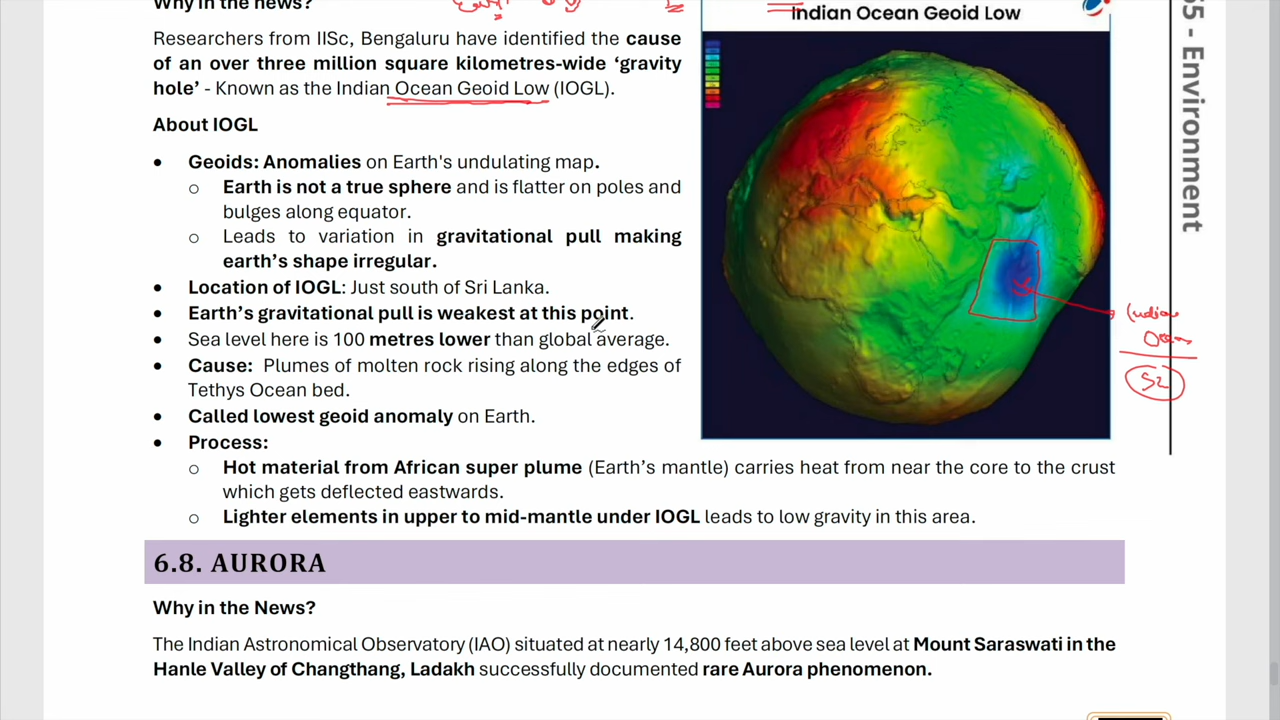 Why in the news?
Indian Ocean Geoid Low
Researchers from IISc, Bengaluru have identified the cause
of an over three million square kilometres-wide ‘gravity
hole’ - Known as the Indian Ocean Geoid Low (IOGL).
About IOGL
• Geoids: Anomalies on Earth's undulating map.
o Earth is not a true sphere and is flatter on poles and
bulges along equator.
o Leads to variation in gravitational pull making
earth’s shape irregular.
• Location of IOGL: Just south of Sri Lanka.
• Earth’s gravitational pull is weakest at this point.
• Sea level here is 100 metres lower than global average.
• Cause: Plumes of molten rock rising along the edges of
Tethys Ocean bed.
• Called lowest geoid anomaly on Earth.
• Process:
o Hot material from African super plume (Earth’s mantle) carries heat from near the core to the crust
which gets deflected eastwards.
o Lighter elements in upper to mid-mantle under IOGL leads to low gravity in this area.
Indian
Ocean
6.8. AURORA
Why in the News?
The Indian Astronomical Observatory (IAO) situated at nearly 14,800 feet above sea level at Mount Saraswati in the
Hanle Valley of Changthang, Ladakh successfully documented rare Aurora phenomenon.
65 - Environment